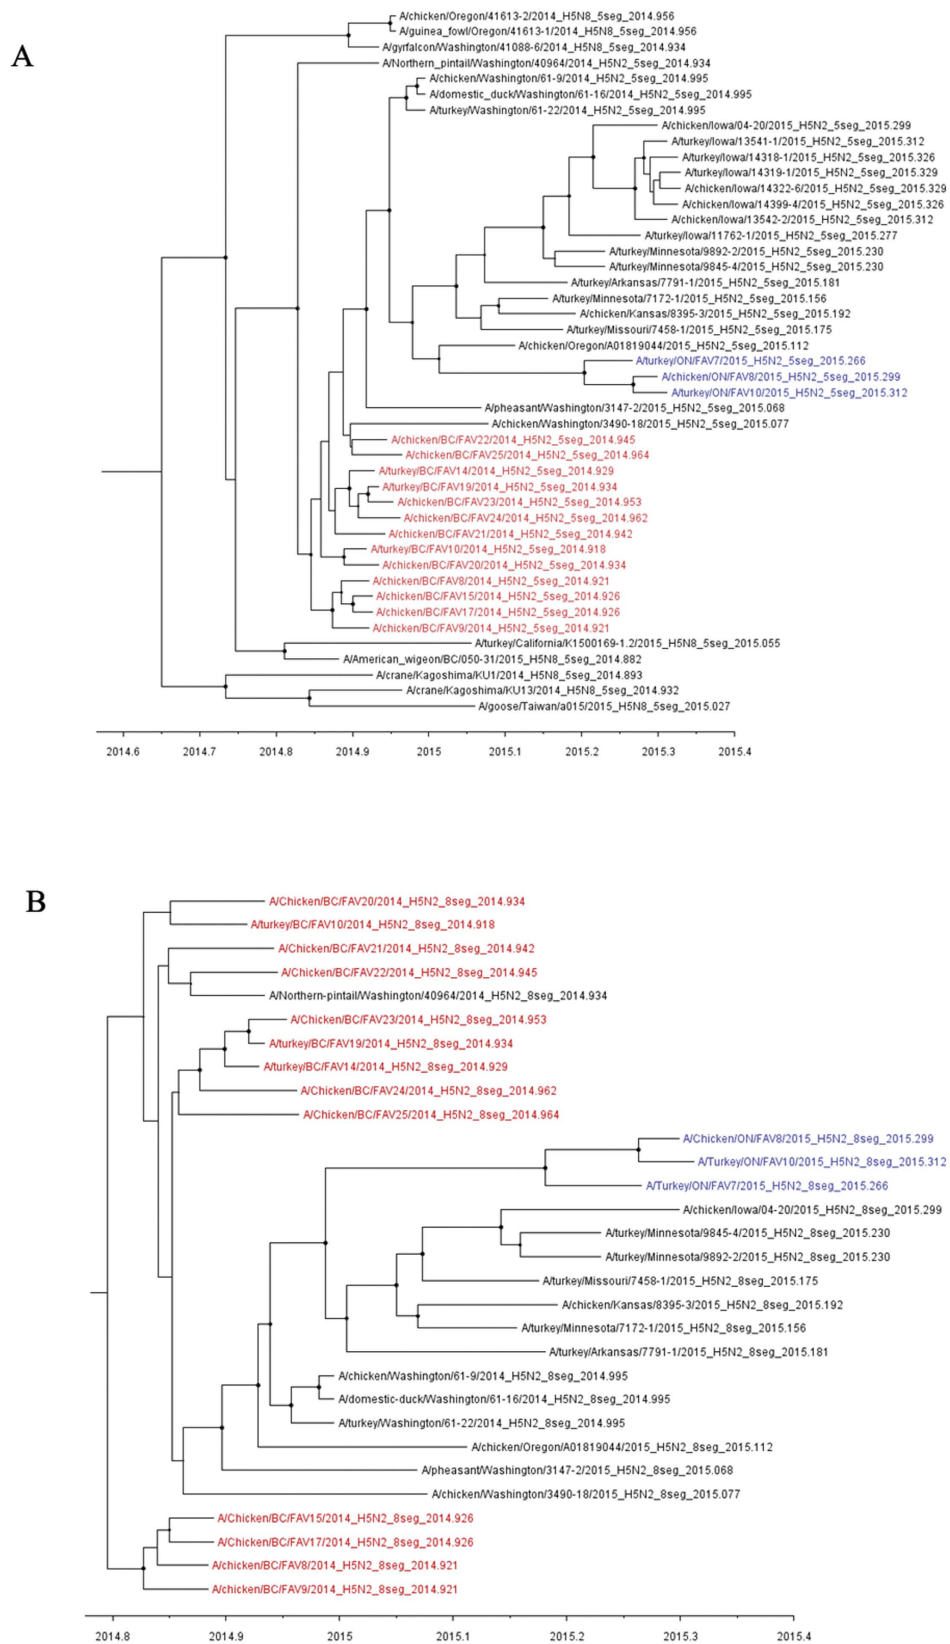 A
A/chicken/Oregon/41613-2/2014_H5N8_5seg_2014.956
A/guinea_fowl/Oregon/41613-1/2014_H5N8_5seg_2014.956
A/gyrfalcon/Washington/41088-6/2014_H5N8_5seg_2014.934
A/Northern_pintail/Washington/40964/2014_H5N2_5seg_2014.934
A/chicken/Washington/61-9/2014_H5N2_5seg_2014.995
A/domestic_duck/Washington/61-16/2014_H5N2_5seg_2014.995
A/turkey/Washington/61-22/2014_H5N2_5seg_2014.995
A/chicken/Iowa/04-20/2015_H5N2_5seg_2015.299
A/turkey/Iowa/13541-1/2015_H5N2_5seg_2015.312
A/turkey/Iowa/14318-1/2015_H5N2_5seg_2015.326
A/turkey/Iowa/14319-1/2015_H5N2_5seg_2015.329
A/chicken/Iowa/14322-6/2015_H5N2_5seg_2015.329
A/chicken/Iowa/14399-4/2015_H5N2_5seg_2015.326
A/chicken/Iowa/13542-2/2015_H5N2_5seg_2015.312
A/turkey/Iowa/11762-1/2015_H5N2_5seg_2015.277
A/turkey/Minnesota/9892-2/2015_H5N2_5seg_2015.230
A/turkey/Minnesota/9845-4/2015_H5N2_5seg_2015.230
A/turkey/Arkansas/7791-1/2015_H5N2_5seg_2015.181
A/turkey/Minnesota/7172-1/2015_H5N2_5seg_2015.156
A/chicken/Kansas/8395-3/2015_H5N2_5seg_2015.192
A/turkey/Missouri/7458-1/2015_H5N2_5seg_2015.175
A/chicken/Oregon/A01819044/2015_H5N2_5seg_2015.112
A/turkey/ON/FAV7/2015_H5N2_5seg_2015.266
A/chicken/ON/FAV8/2015_H5N2_5seg_2015.299
A/turkey/ON/FAV10/2015_H5N2_5seg_2015.312
A/pheasant/Washington/3147-2/2015_H5N2_5seg_2015.068
A/chicken/Washington/3490-18/2015_H5N2_5seg_2015.077
A/chicken/BC/FAV22/2014_H5N2_5seg_2014.945
A/chicken/BC/FAV25/2014_H5N2_5seg_2014.964
A/turkey/BC/FAV14/2014_H5N2_5seg_2014.929
A/turkey/BC/FAV19/2014_H5N2_5seg_2014.934
A/chicken/BC/FAV23/2014_H5N2_5seg_2014.953
A/chicken/BC/FAV24/2014_H5N2_5seg_2014.962
A/chicken/BC/FAV21/2014_H5N2_5seg_2014.942
A/turkey/BC/FAV10/2014_H5N2_5seg_2014.918
A/chicken/BC/FAV20/2014_H5N2_5seg_2014.934
A/chicken/BC/FAV8/2014_H5N2_5seg_2014.921
A/chicken/BC/FAV15/2014_H5N2_5seg_2014.926
A/chicken/BC/FAV17/2014_H5N2_5seg_2014.926
A/chicken/BC/FAV9/2014_H5N2_5seg_2014.921
A/turkey/California/K1500169-1.2/2015_H5N8_5seg_2015.055
A/American_wigeon/BC/050-31/2015_H5N8_5seg_2014.882
A/crane/Kagoshima/KU1/2014_H5N8_5seg_2014.893
A/crane/Kagoshima/KU13/2014_H5N8_5seg_2014.932
A/goose/Taiwan/a015/2015_H5N8_5seg_2015.027
2014.6 2014.7 2014.8 2014.9 2015 2015.1 2015.2 2015.3 2015.4
B
A/Chicken/BC/FAV20/2014_H5N2_8seg_2014.934
A/turkey/BC/FAV10/2014_H5N2_8seg_2014.918
A/Chicken/BC/FAV21/2014_H5N2_8seg_2014.942
A/Chicken/BC/FAV22/2014_H5N2_8seg_2014.945
A/Northern-pintail/Washington/40964/2014_H5N2_8seg_2014.934
A/Chicken/BC/FAV23/2014_H5N2_8seg_2014.953
A/turkey/BC/FAV19/2014_H5N2_8seg_2014.934
A/turkey/BC/FAV14/2014_H5N2_8seg_2014.929
A/Chicken/BC/FAV24/2014_H5N2_8seg_2014.962
A/Chicken/BC/FAV25/2014_H5N2_8seg_2014.964
A/Chicken/ON/FAV8/2015_H5N2_8seg_2015.299
A/Turkey/ON/FAV10/2015_H5N2_8seg_2015.312
A/Turkey/ON/FAV7/2015_H5N2_8seg_2015.266
A/chicken/Iowa/04-20/2015_H5N2_8seg_2015.299
A/turkey/Minnesota/9845-4/2015_H5N2_8seg_2015.230
A/turkey/Minnesota/9892-2/2015_H5N2_8seg_2015.230
A/turkey/Missouri/7458-1/2015_H5N2_8seg_2015.175
A/chicken/Kansas/8395-3/2015_H5N2_8seg_2015.192
A/turkey/Minnesota/7172-1/2015_H5N2_8seg_2015.156
A/turkey/Arkansas/7791-1/2015_H5N2_8seg_2015.181
A/chicken/Washington/61-9/2014_H5N2_8seg_2014.995
A/domestic-duck/Washington/61-16/2014_H5N2_8seg_2014.995
A/turkey/Washington/61-22/2014_H5N2_8seg_2014.995
A/chicken/Oregon/A01819044/2015_H5N2_8seg_2015.112
A/pheasant/Washington/3147-2/2015_H5N2_8seg_2015.068
A/chicken/Washington/3490-18/2015_H5N2_8seg_2015.077
A/Chicken/BC/FAV15/2014_H5N2_8seg_2014.926
A/Chicken/BC/FAV17/2014_H5N2_8seg_2014.926
A/chicken/BC/FAV8/2014_H5N2_8seg_2014.921
A/chicken/BC/FAV9/2014_H5N2_8seg_2014.921
2014.8 2014.9 2015 2015.1 2015.2 2015.3 2015.4